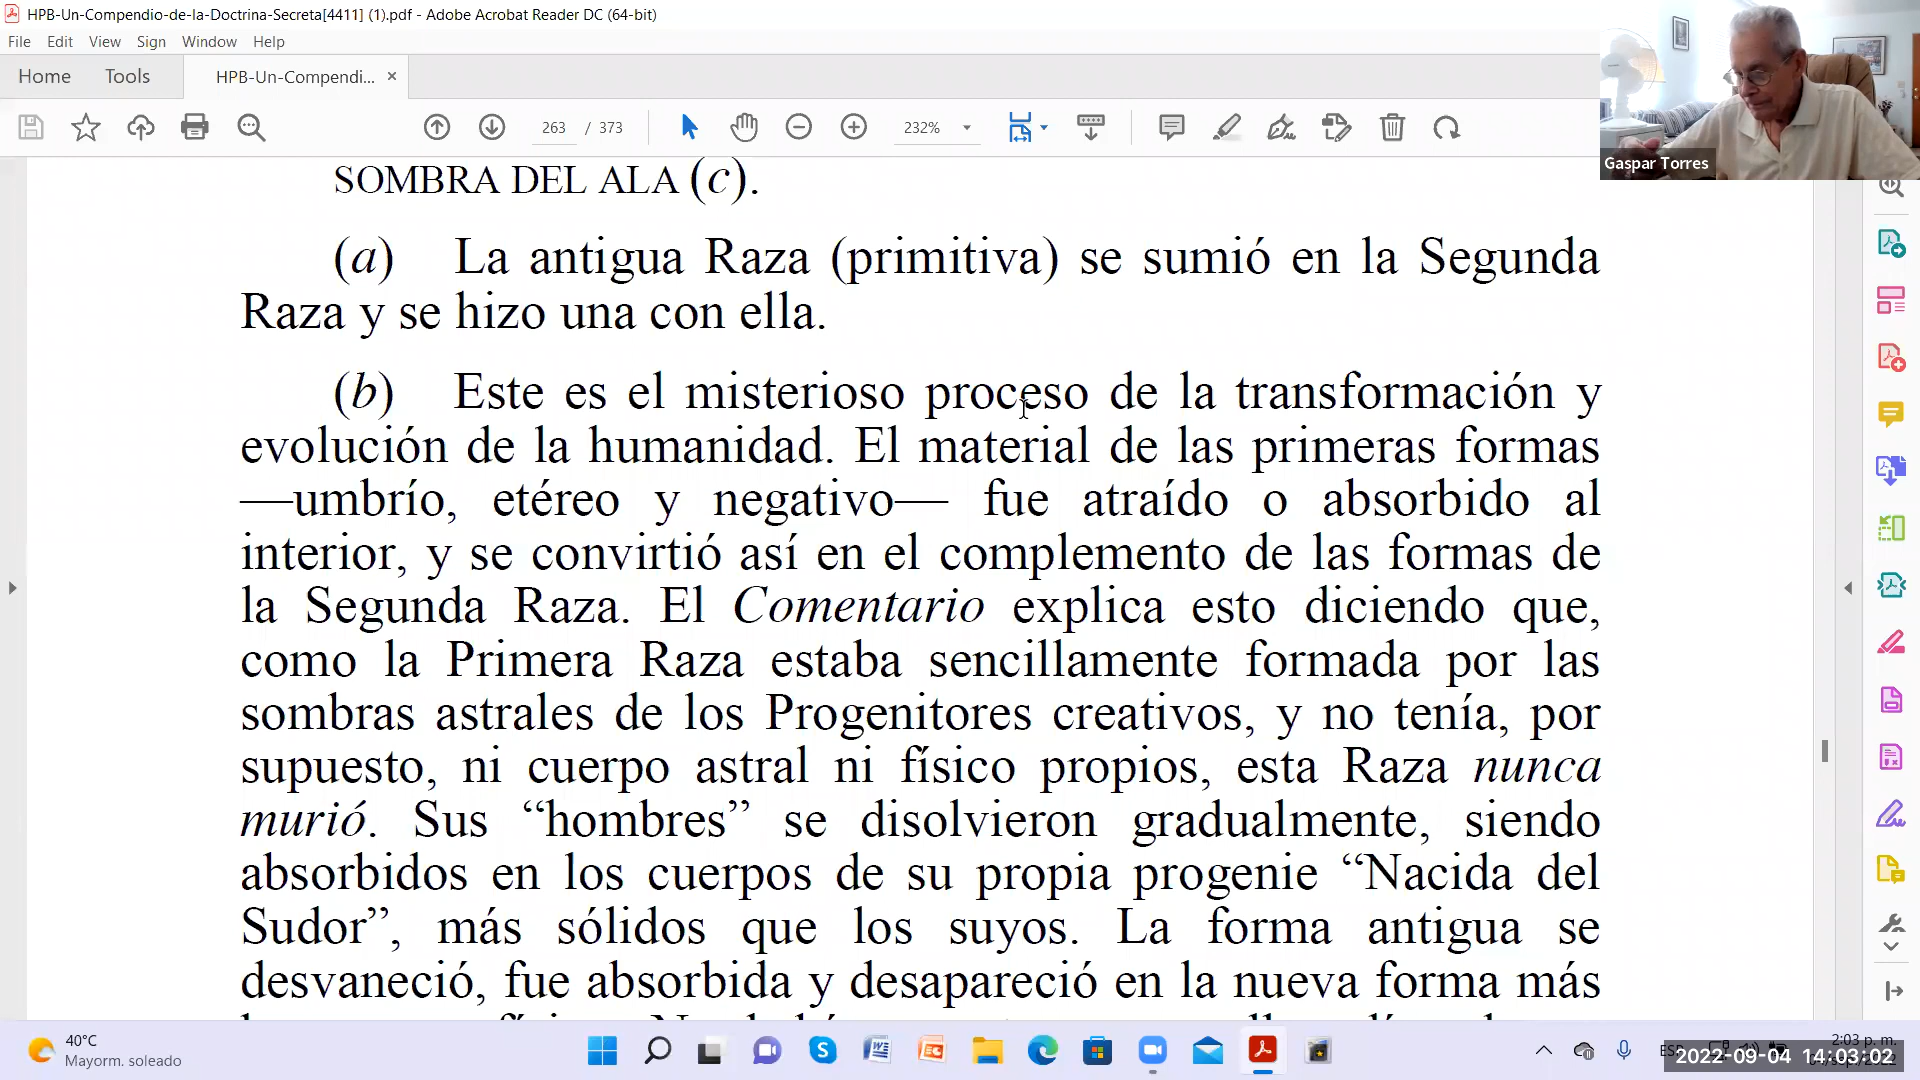 HPB-Un-Compendio-de-la-Doctrina-Secreta[4411] (1).pdf - Adobe Acrobat Reader DC (64-bit)
File Edit View Sign Window Help
Home Tools HPB-Un-Compendi... ×
263 / 373 232%
Gaspar Torres
SOMBRA DEL ALA (c).
(a) La antigua Raza (primitiva) se sumió en la Segunda
Raza y se hizo una con ella.
(b) Este es el misterioso proceso de la transformación y
evolución de la humanidad. El material de las primeras formas
—umbrío, etéreo y negativo— fue atraído o absorbido al
interior, y se convirtió así en el complemento de las formas de
la Segunda Raza. El Comentario explica esto diciendo que,
como la Primera Raza estaba sencillamente formada por las
sombras astrales de los Progenitores creativos, y no tenía, por
supuesto, ni cuerpo astral ni físico propios, esta Raza nunca
murió. Sus “hombres” se disolvieron gradualmente, siendo
absorbidos en los cuerpos de su propia progenie “Nacida del
Sudor”, más sólidos que los suyos. La forma antigua se
desvaneció, fue absorbida y desapareció en la nueva forma más
40°C
Mayorm. soleado
2:03 p. m.
2022-09-04 14:03:02